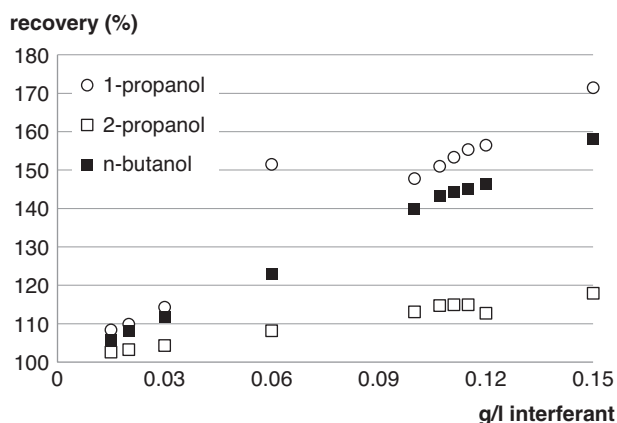 recovery (%)
180
170
160
150
140
130
120
110
100
1-propanol
2-propanol
n-butanol
0 0.03 0.06 0.09 0.12 0.15
g/l interferant